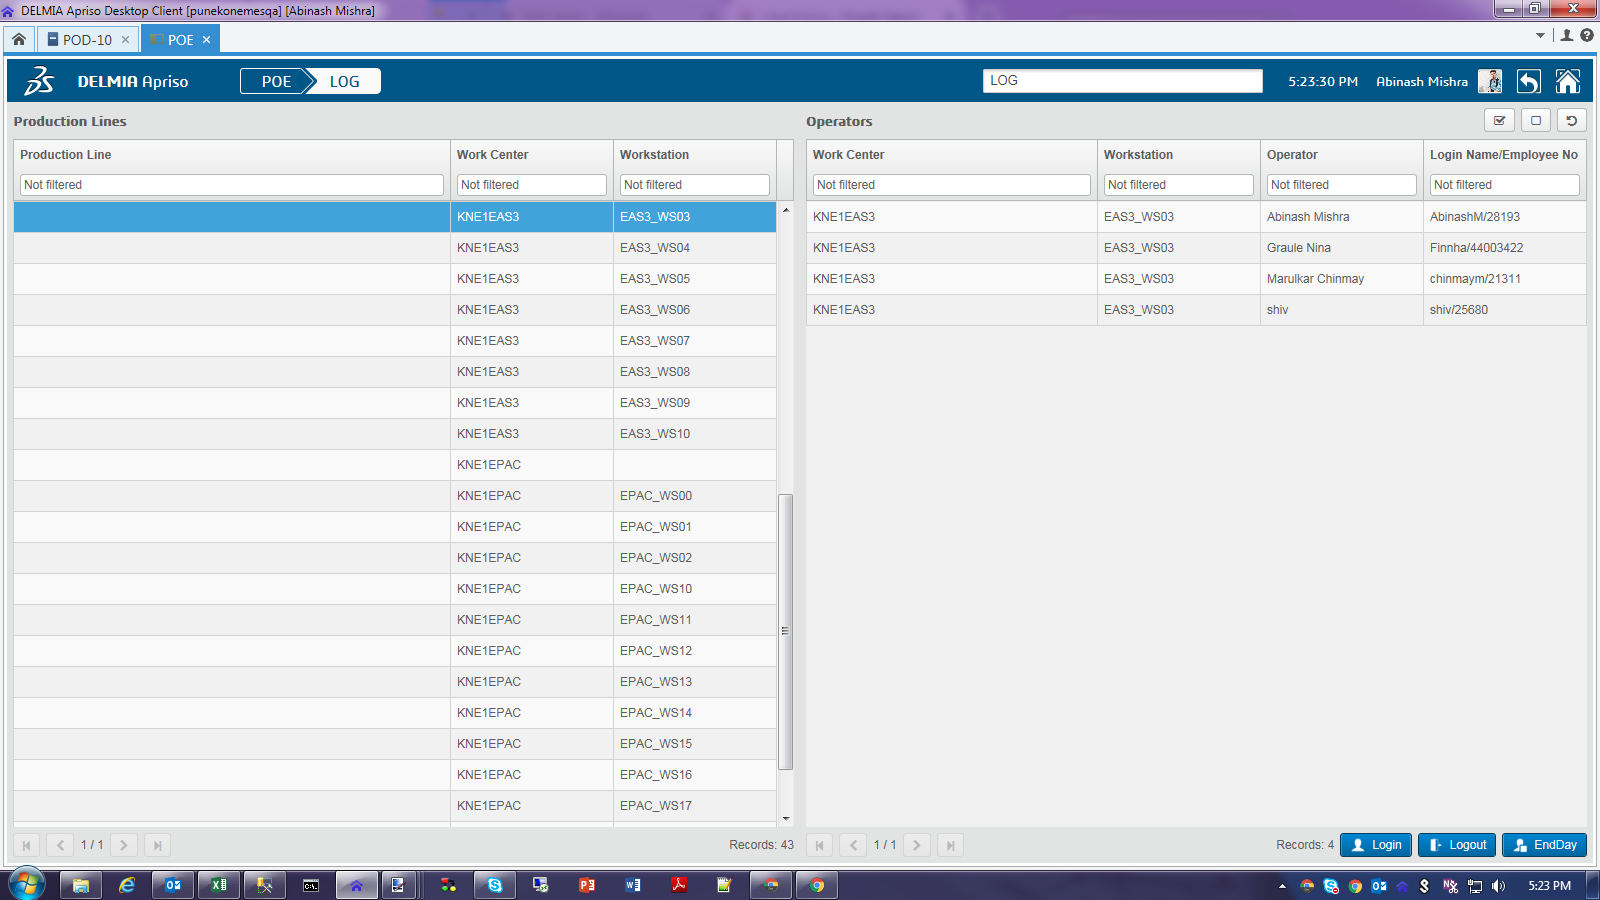 DELMIA Apriso Desktop Client [punekonemesqa] [Abinash Mishra]
POD-10 POE
DELMIA Apriso POE LOG LOG 5:23:30 PM Abinash Mishra
Production Lines
Production Line Work Center Workstation
Not filtered Not filtered Not filtered
KNE1EAS3 EAS3_WS03
KNE1EAS3 EAS3_WS04
KNE1EAS3 EAS3_WS05
KNE1EAS3 EAS3_WS06
KNE1EAS3 EAS3_WS07
KNE1EAS3 EAS3_WS08
KNE1EAS3 EAS3_WS09
KNE1EAS3 EAS3_WS10
KNE1EPAC
KNE1EPAC EPAC_WS00
KNE1EPAC EPAC_WS01
KNE1EPAC EPAC_WS02
KNE1EPAC EPAC_WS10
KNE1EPAC EPAC_WS11
KNE1EPAC EPAC_WS12
KNE1EPAC EPAC_WS13
KNE1EPAC EPAC_WS14
KNE1EPAC EPAC_WS15
KNE1EPAC EPAC_WS16
KNE1EPAC EPAC_WS17
1 / 1 Records: 43
Operators
Work Center Workstation Operator Login Name/Employee No
Not filtered Not filtered Not filtered Not filtered
KNE1EAS3 EAS3_WS03 Abinash Mishra AbinashM/28193
KNE1EAS3 EAS3_WS03 Graule Nina Finnha/44003422
KNE1EAS3 EAS3_WS03 Marulkar Chinmay chinmaym/21311
KNE1EAS3 EAS3_WS03 shiv shiv/25680
1 / 1 Records: 4 Login Logout EndDay
5:23 PM